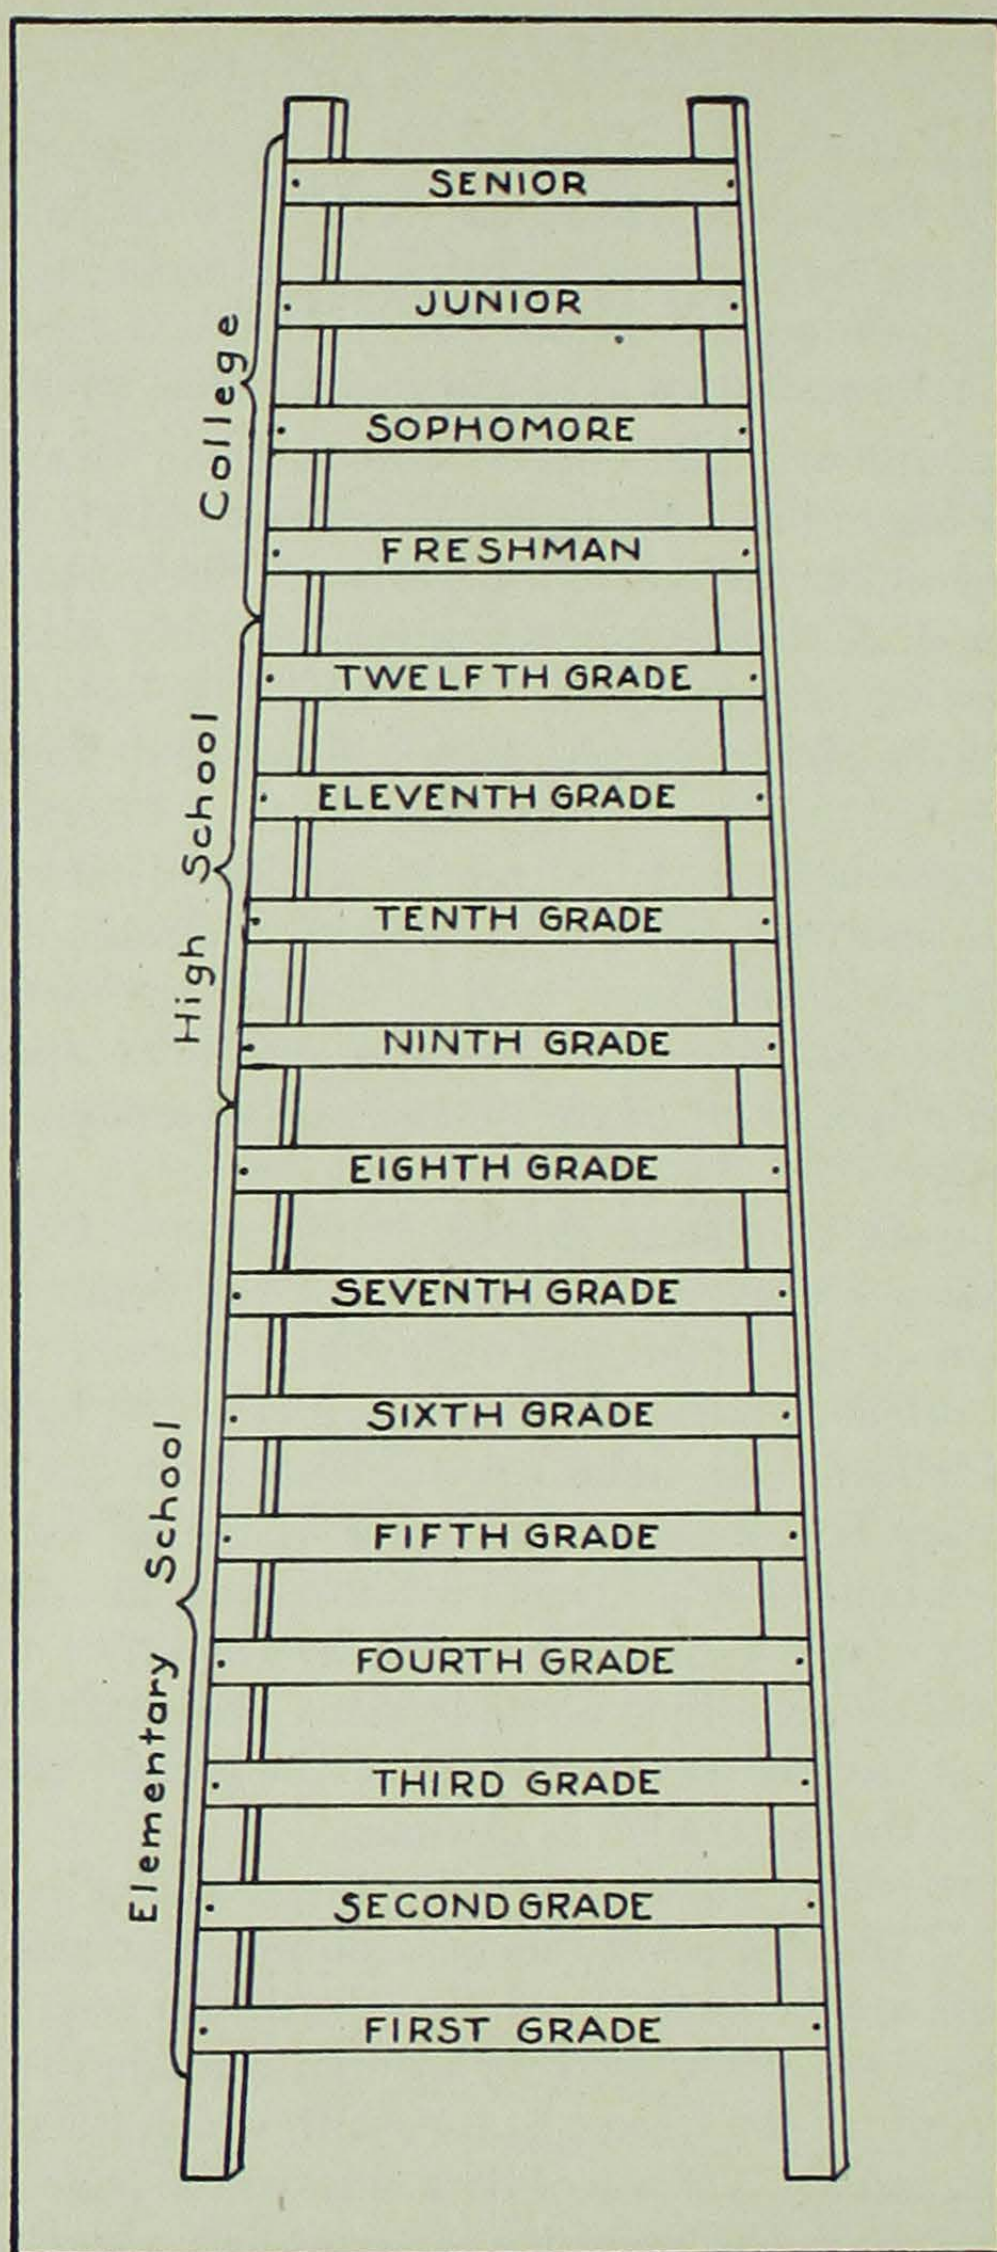 SENIOR
JUNIOR
SOPHOMORE
FRESHMAN
TWELFTH GRADE
ELEVENTH GRADE
TENTH GRADE
NINTH GRADE
EIGHTH GRADE
SEVENTH GRADE
SIXTH GRADE
FIFTH GRADE
FOURTH GRADE
THIRD GRADE
SECOND GRADE
FIRST GRADE
College
High School
Elementary School